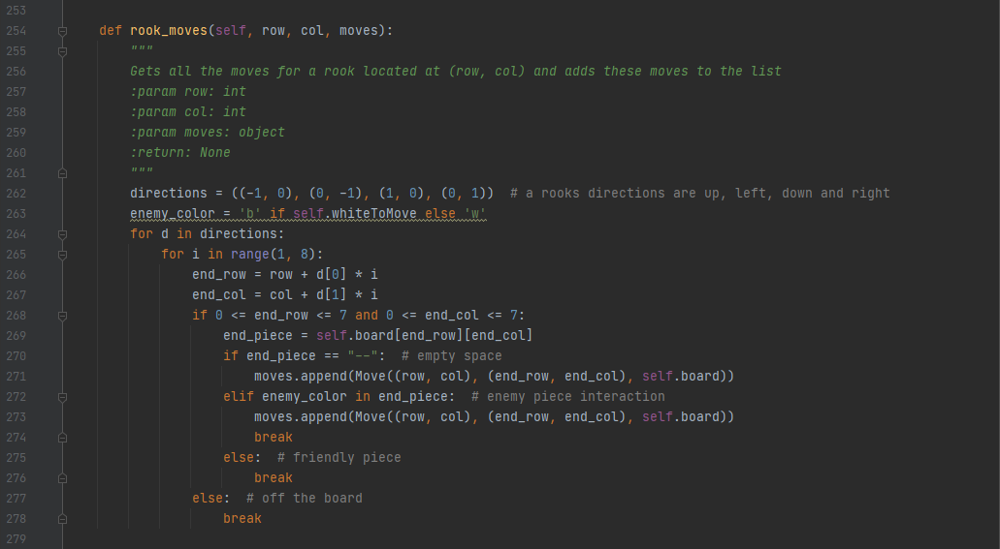 253
254 def rook_moves(self, row, col, moves):
255 """
256 Gets all the moves for a rook located at (row, col) and adds these moves to the list
257 :param row: int
258 :param col: int
259 :param moves: object
260 :return: None
261 """
262 directions = ((-1, 0), (0, -1), (1, 0), (0, 1))  # a rooks directions are up, left, down and right
263 enemy_color = 'b' if self.whiteToMove else 'w'
264 for d in directions:
265 for i in range(1, 8):
266 end_row = row + d[0] * i
267 end_col = col + d[1] * i
268 if 0 <= end_row <= 7 and 0 <= end_col <= 7:
269 end_piece = self.board[end_row][end_col]
270 if end_piece == "--":  # empty space
271 moves.append(Move((row, col), (end_row, end_col), self.board))
272 elif enemy_color in end_piece:  # enemy piece interaction
273 moves.append(Move((row, col), (end_row, end_col), self.board))
274 break
275 else:  # friendly piece
276 break
277 else:  # off the board
278 break
279